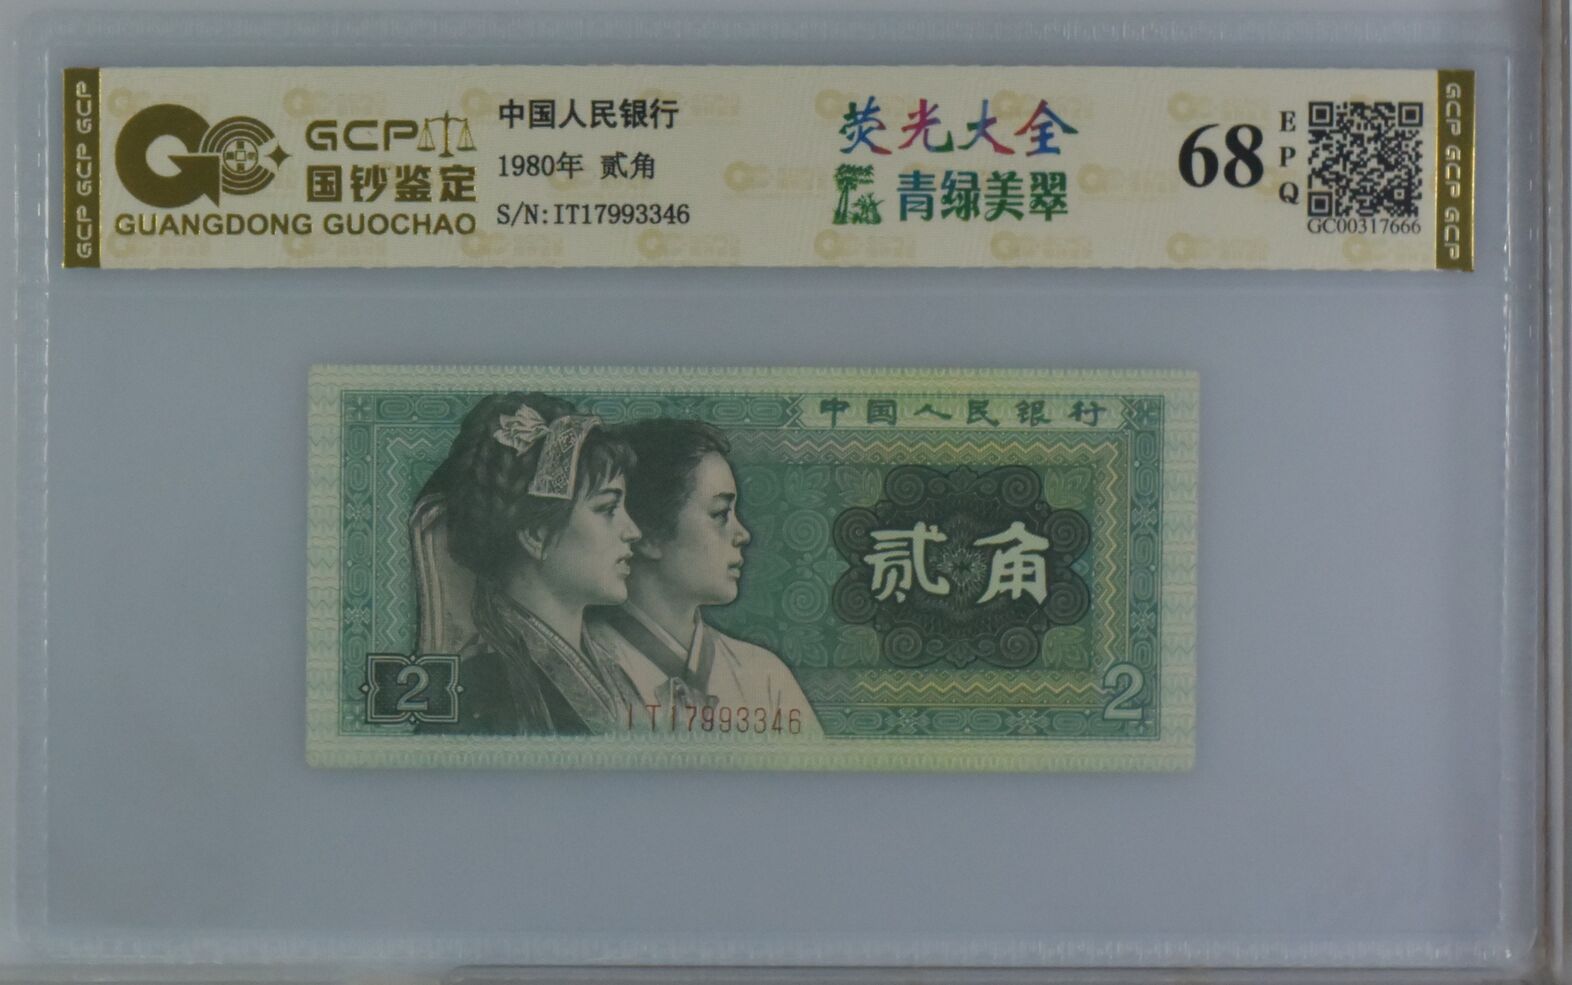 GCP GCP GCP
GCP
国钞鉴定
GUANGDONG GUOCHAO
中国人民银行
1980年 贰角
S/N:IT17993346
荧光大全
青绿美翠
68
EPQ
GC00317666
GCP GCP GCP
中国人民银行
贰角
2
2
IT17993346